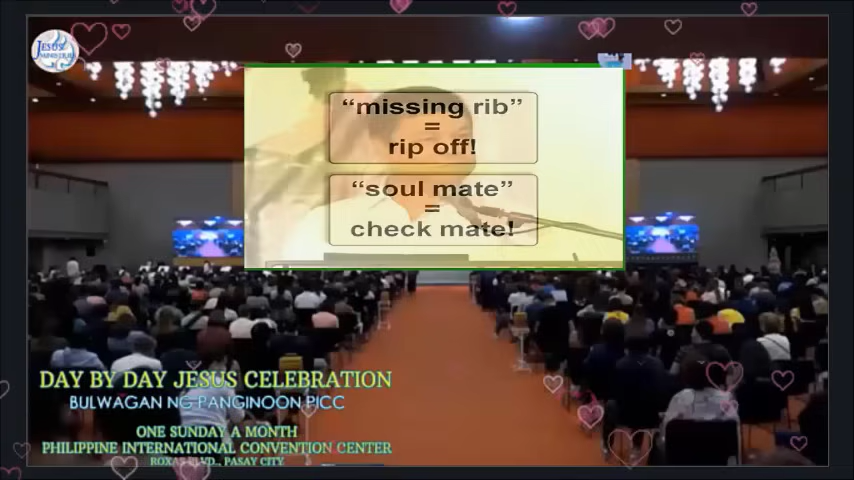 JESUS
"missing rib"
=
rip off!
"soul mate"
=
check mate!
DAY BY DAY JESUS CELEBRATION
BULWAGAN NG PANGINOON PICC
ONE SUNDAY A MONTH
PHILIPPINE INTERNATIONAL CONVENTION CENTER
ROXAS BLVD., PASAY CITY